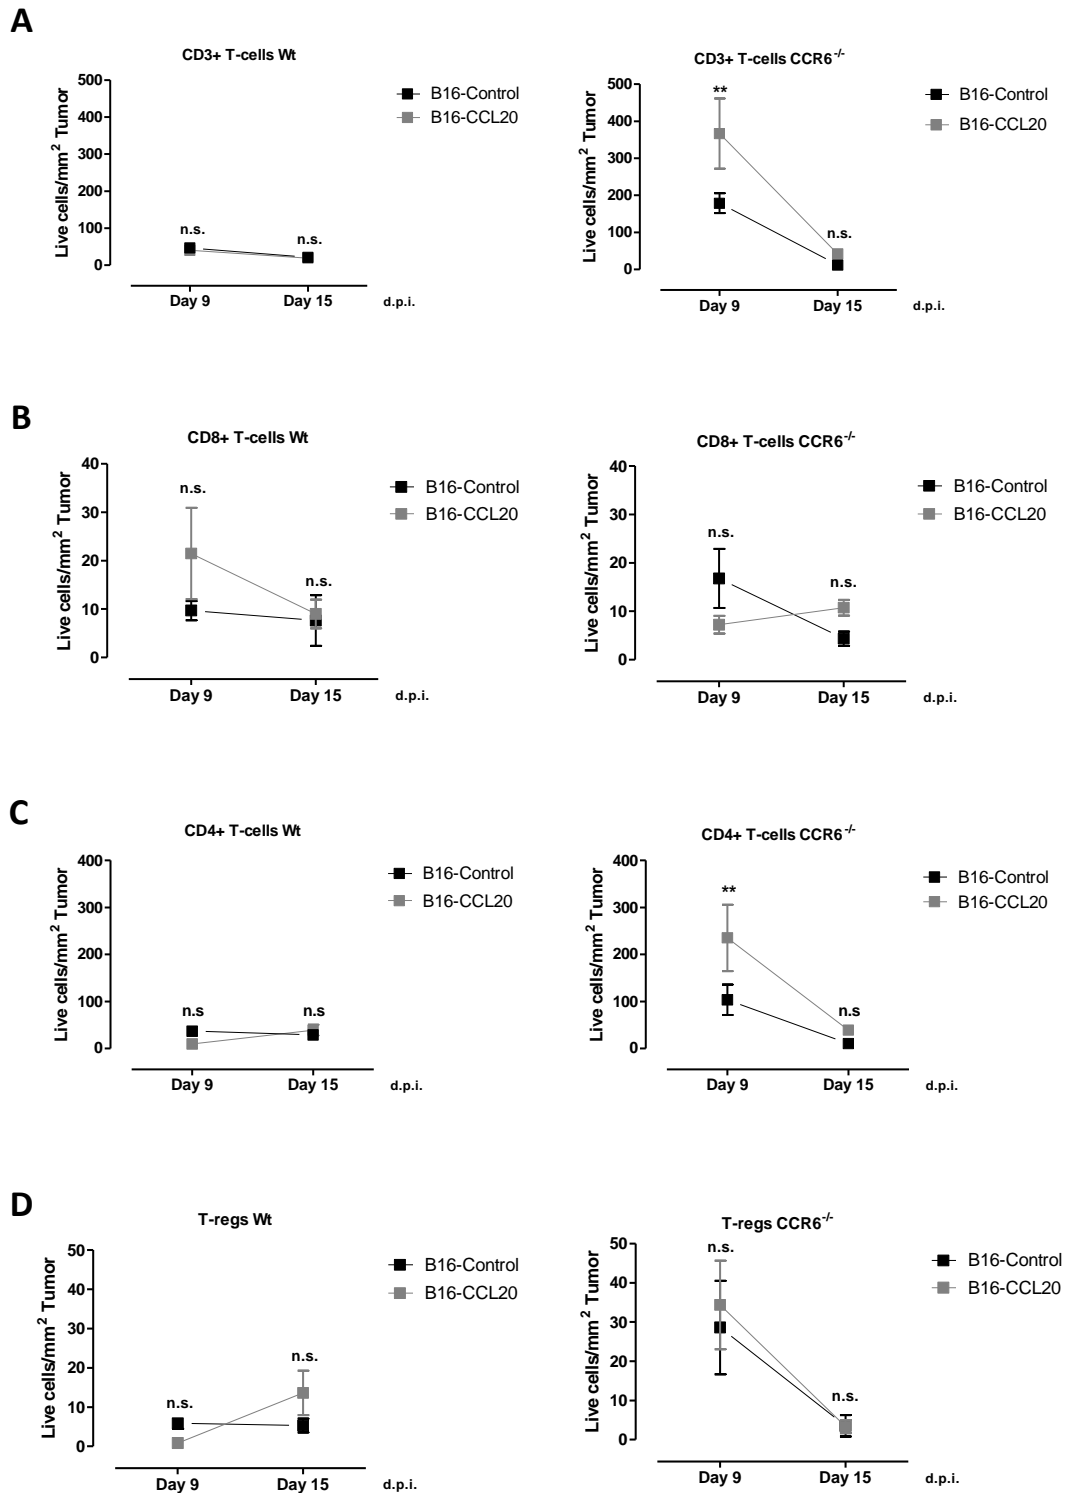 A
CD3+ T-cells Wt
Live cells/mm² Tumor
500
400
300
200
100
0
n.s.
n.s.
Day 9
Day 15
d.p.i.
B16-Control
B16-CCL20
CD3+ T-cells CCR6⁻/⁻
Live cells/mm² Tumor
500
400
300
200
100
0
**
n.s.
Day 9
Day 15
d.p.i.
B16-Control
B16-CCL20
B
CD8+ T-cells Wt
Live cells/mm² Tumor
40
30
20
10
0
n.s.
n.s.
Day 9
Day 15
d.p.i.
B16-Control
B16-CCL20
CD8+ T-cells CCR6⁻/⁻
Live cells/mm² Tumor
40
30
20
10
0
n.s.
n.s.
Day 9
Day 15
d.p.i.
B16-Control
B16-CCL20
C
CD4+ T-cells Wt
Live cells/mm² Tumor
400
300
200
100
0
n.s
n.s
Day 9
Day 15
d.p.i.
B16-Control
B16-CCL20
CD4+ T-cells CCR6⁻/⁻
Live cells/mm² Tumor
400
300
200
100
0
**
n.s
Day 9
Day 15
d.p.i.
B16-Control
B16-CCL20
D
T-regs Wt
Live cells/mm² Tumor
50
40
30
20
10
0
n.s.
n.s.
Day 9
Day 15
d.p.i.
B16-Control
B16-CCL20
T-regs CCR6⁻/⁻
Live cells/mm² Tumor
50
40
30
20
10
0
n.s.
n.s.
Day 9
Day 15
d.p.i.
B16-Control
B16-CCL20